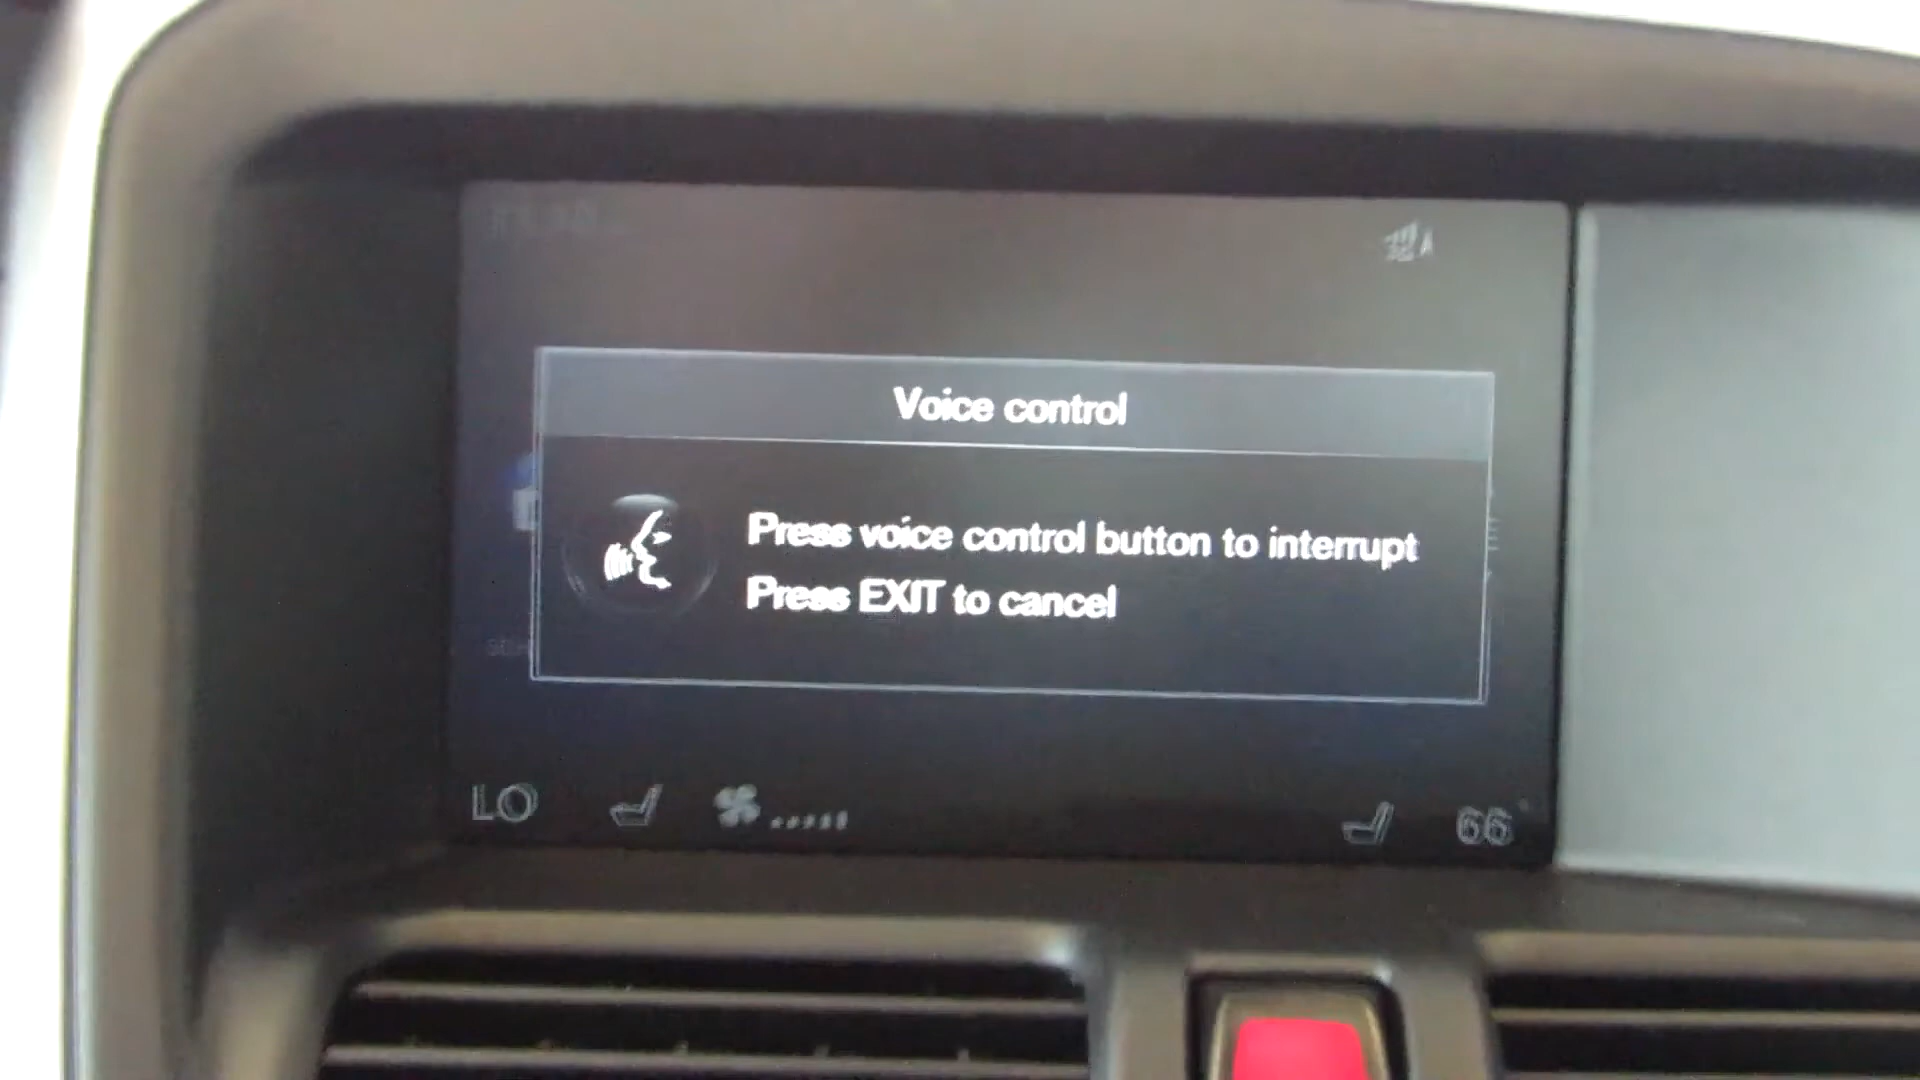 Voice control
Press voice control button to interrupt
Press EXIT to cancel
LO
66°